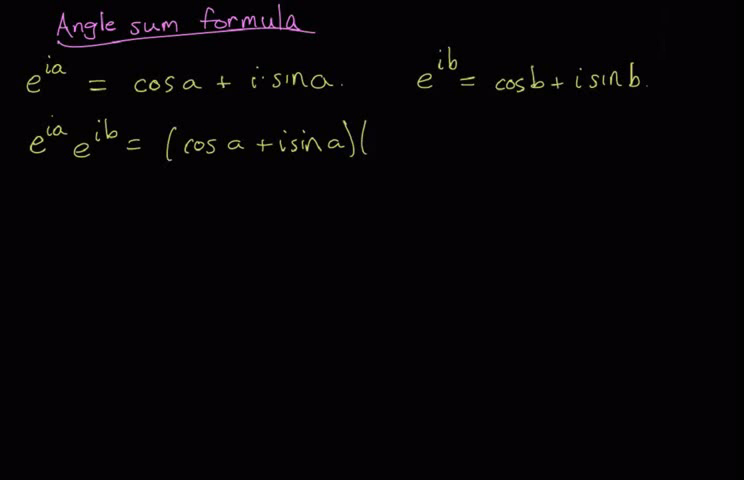 Angle sum formula
e^{ia} = cos a + i·sin a.    e^{ib} = cos b + i sin b.
e^{ia} e^{ib} = (cos a + i sin a)(